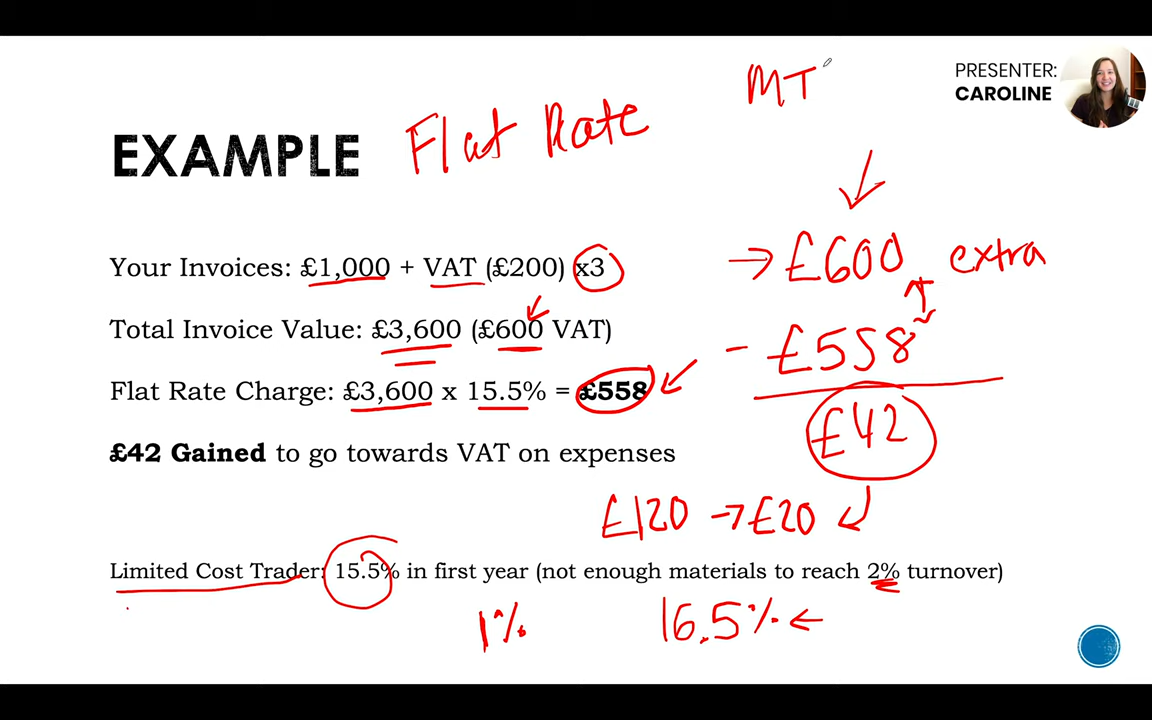 MT
PRESENTER:
CAROLINE
EXAMPLE Flat Rate
Your Invoices: £1,000 + VAT (£200) x3
→ £600 extra
Total Invoice Value: £3,600 (£600 VAT)
- £558
Flat Rate Charge: £3,600 x 15.5% = £558
£42
£42 Gained to go towards VAT on expenses
£120 → £20
Limited Cost Trader: 15.5% in first year (not enough materials to reach 2% turnover)
1% 16.5% ←